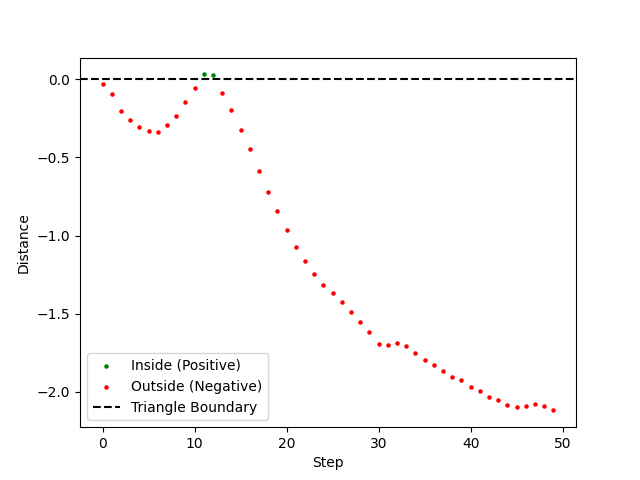 0.0
−0.5
−1.0
−1.5
−2.0
Distance
Inside (Positive)
Outside (Negative)
Triangle Boundary
0 10 20 30 40 50
Step